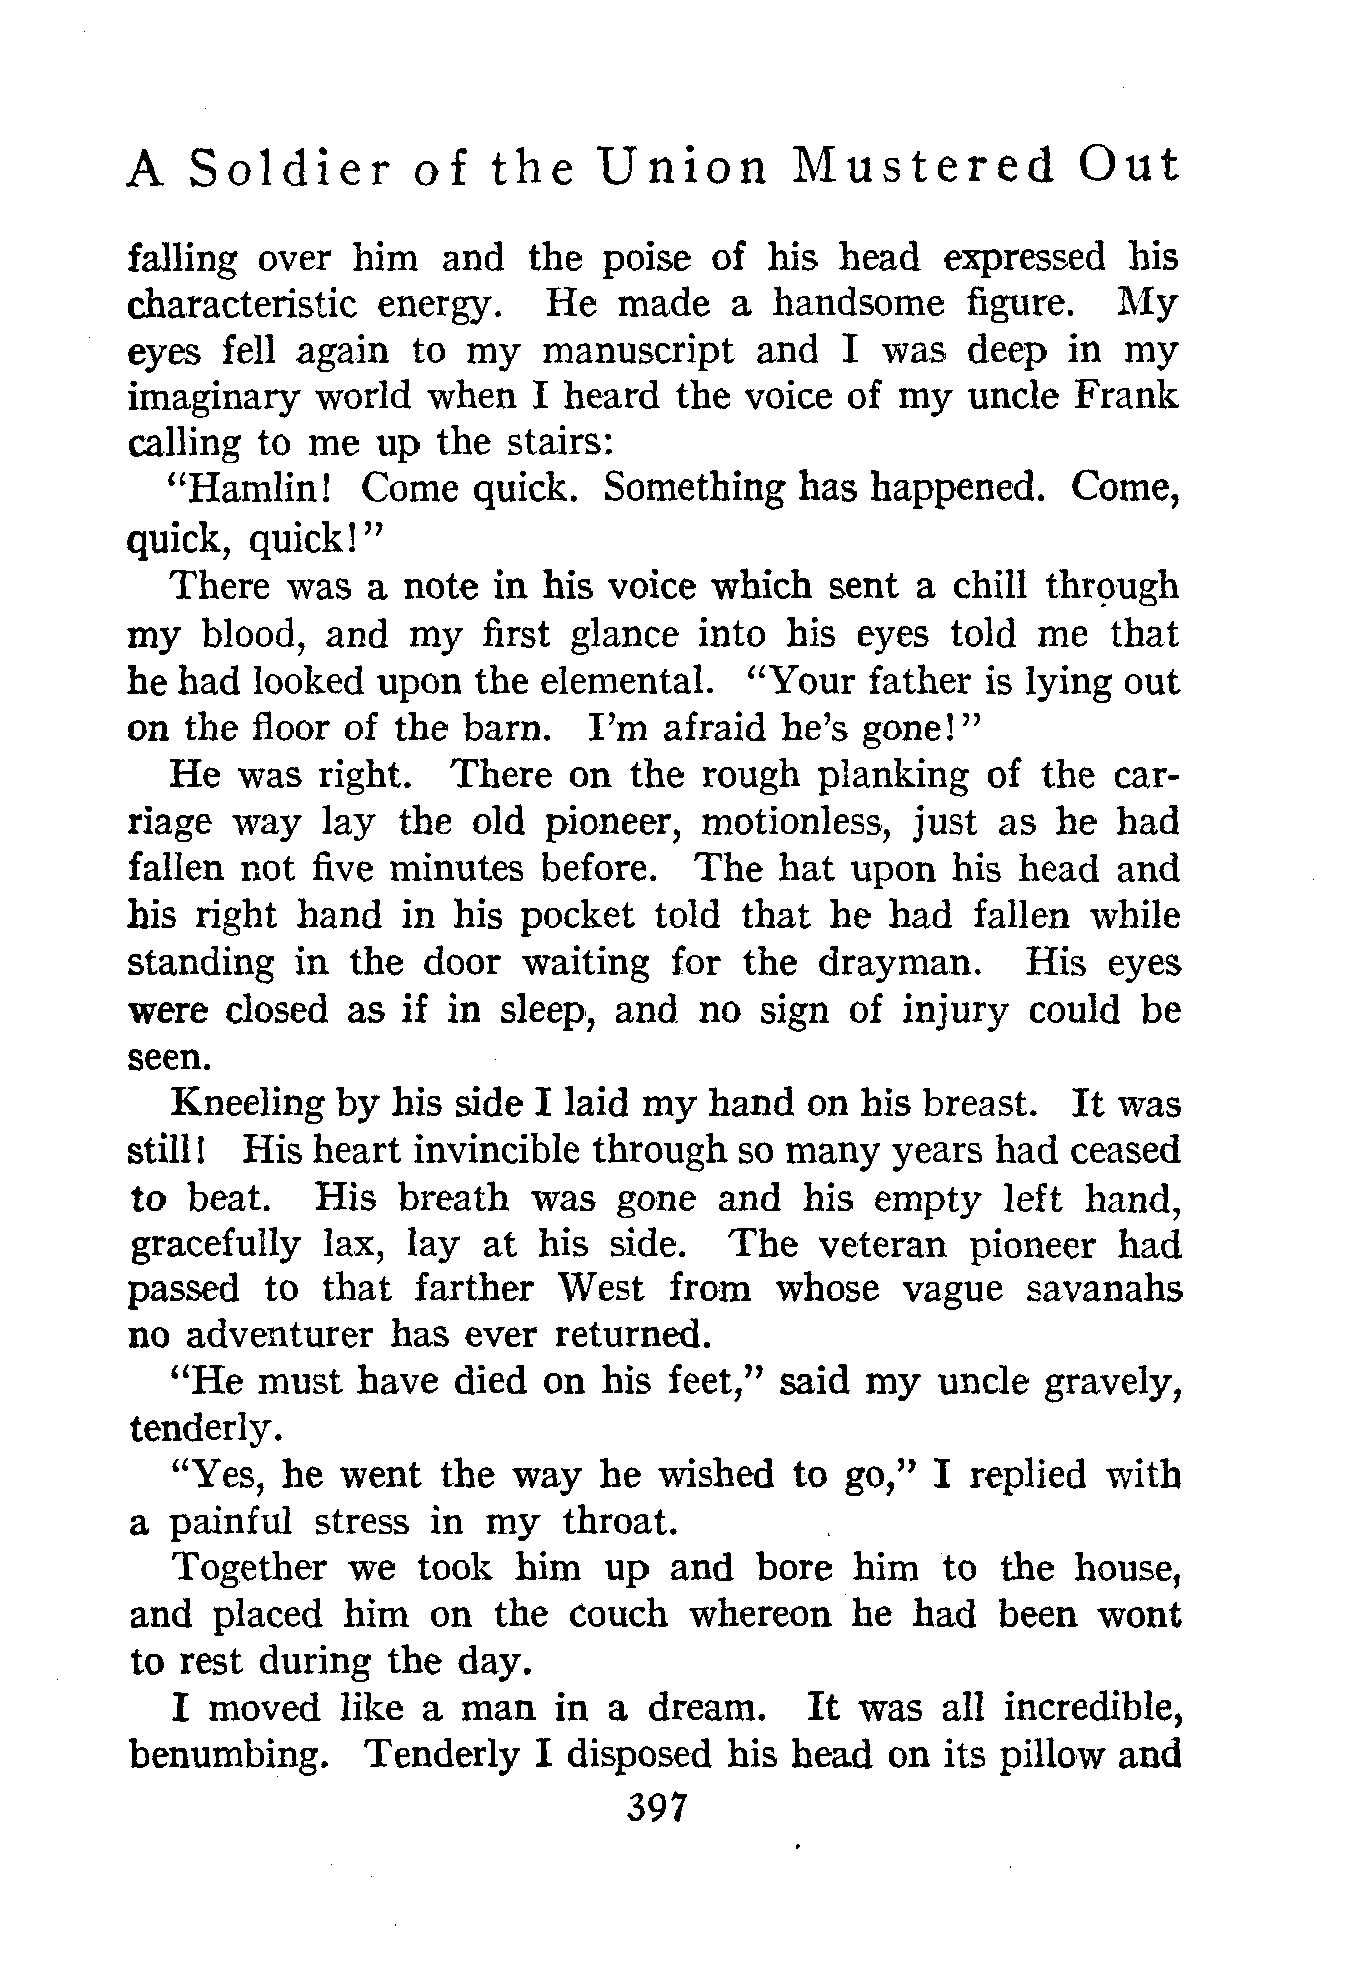 A Soldier of the Union Mustered Out
falling over him and the poise of his head expressed his
characteristic energy. He made a handsome figure. My
eyes fell again to my manuscript and I was deep in my
imaginary world when I heard the voice of my uncle Frank
calling to me up the stairs:
“Hamlin! Come quick. Something has happened. Come,
quick, quick!”
There was a note in his voice which sent a chill through
my blood, and my first glance into his eyes told me that
he had looked upon the elemental. “Your father is lying out
on the floor of the barn. I'm afraid he's gone!”
He was right. There on the rough planking of the car-
riage way lay the old pioneer, motionless, just as he had
fallen not five minutes before. The hat upon his head and
his right hand in his pocket told that he had fallen while
standing in the door waiting for the drayman. His eyes
were closed as if in sleep, and no sign of injury could be
seen.
Kneeling by his side I laid my hand on his breast. It was
still! His heart invincible through so many years had ceased
to beat. His breath was gone and his empty left hand,
gracefully lax, lay at his side. The veteran pioneer had
passed to that farther West from whose vague savanahs
no adventurer has ever returned.
“He must have died on his feet,” said my uncle gravely,
tenderly.
“Yes, he went the way he wished to go,” I replied with
a painful stress in my throat.
Together we took him up and bore him to the house,
and placed him on the couch whereon he had been wont
to rest during the day.
I moved like a man in a dream. It was all incredible,
benumbing. Tenderly I disposed his head on its pillow and
397